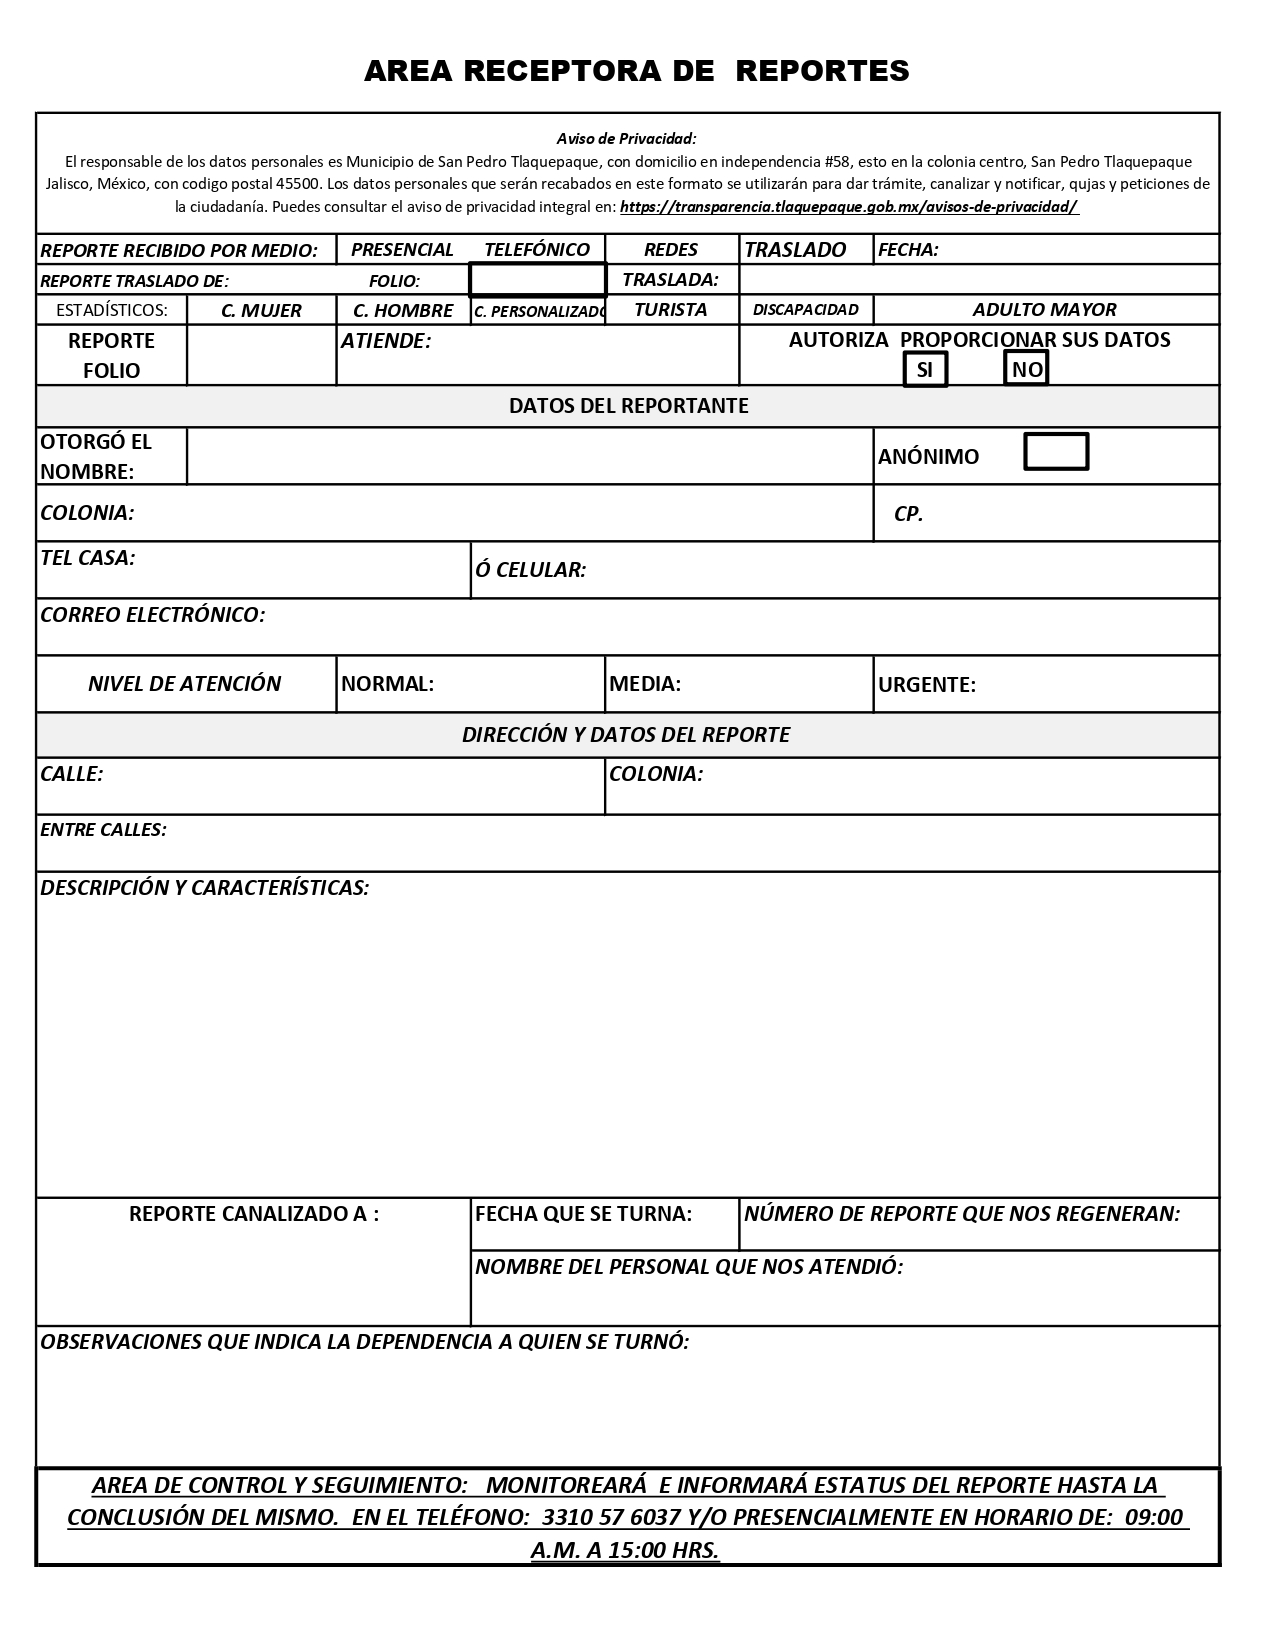 AREA RECEPTORA DE REPORTES
Aviso de Privacidad:
El responsable de los datos personales es Municipio de San Pedro Tlaquepaque, con domicilio en independencia #58, esto en la colonia centro, San Pedro Tlaquepaque
Jalisco, México, con codigo postal 45500. Los datos personales que serán recabados en este formato se utilizarán para dar trámite, canalizar y notificar, qujas y peticiones de
la ciudadanía. Puedes consultar el aviso de privacidad integral en: https://transparencia.tlaquepaque.gob.mx/avisos-de-privacidad/
REPORTE RECIBIDO POR MEDIO: PRESENCIAL TELEFÓNICO REDES TRASLADO FECHA:
REPORTE TRASLADO DE: FOLIO: TRASLADA:
ESTADÍSTICOS: C. MUJER C. HOMBRE C. PERSONALIZADO TURISTA DISCAPACIDAD ADULTO MAYOR
REPORTE FOLIO ATIENDE: AUTORIZA PROPORCIONAR SUS DATOS
SI NO
DATOS DEL REPORTANTE
OTORGÓ EL
NOMBRE: ANÓNIMO
COLONIA: CP.
TEL CASA: Ó CELULAR:
CORREO ELECTRÓNICO:
NIVEL DE ATENCIÓN NORMAL: MEDIA: URGENTE:
DIRECCIÓN Y DATOS DEL REPORTE
CALLE: COLONIA:
ENTRE CALLES:
DESCRIPCIÓN Y CARACTERÍSTICAS:
REPORTE CANALIZADO A : FECHA QUE SE TURNA: NÚMERO DE REPORTE QUE NOS REGENERAN:
NOMBRE DEL PERSONAL QUE NOS ATENDIÓ:
OBSERVACIONES QUE INDICA LA DEPENDENCIA A QUIEN SE TURNÓ:
AREA DE CONTROL Y SEGUIMIENTO: MONITOREARÁ E INFORMARÁ ESTATUS DEL REPORTE HASTA LA
CONCLUSIÓN DEL MISMO. EN EL TELÉFONO: 3310 57 6037 Y/O PRESENCIALMENTE EN HORARIO DE: 09:00
A.M. A 15:00 HRS.